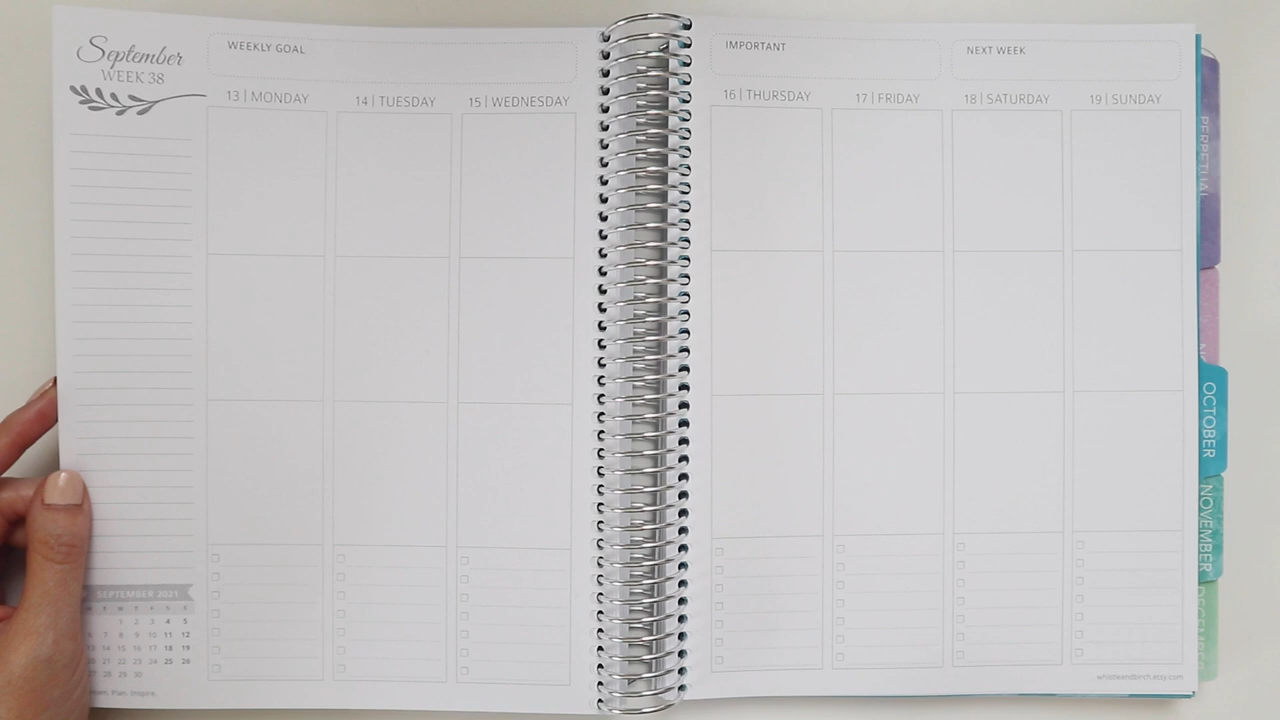 September
WEEK 38
WEEKLY GOAL
13 | MONDAY
14 | TUESDAY
15 | WEDNESDAY
IMPORTANT
NEXT WEEK
16 | THURSDAY
17 | FRIDAY
18 | SATURDAY
19 | SUNDAY
SEPTEMBER 2021
M T W T F S S
1 2 3 4 5
6 7 8 9 10 11 12
13 14 15 16 17 18 19
20 21 22 23 24 25 26
27 28 29 30
Plan. Inspire.
whistleandbirch.etsy.com
PERPETUAL
OCTOBER
NOVEMBER
DECEMBER